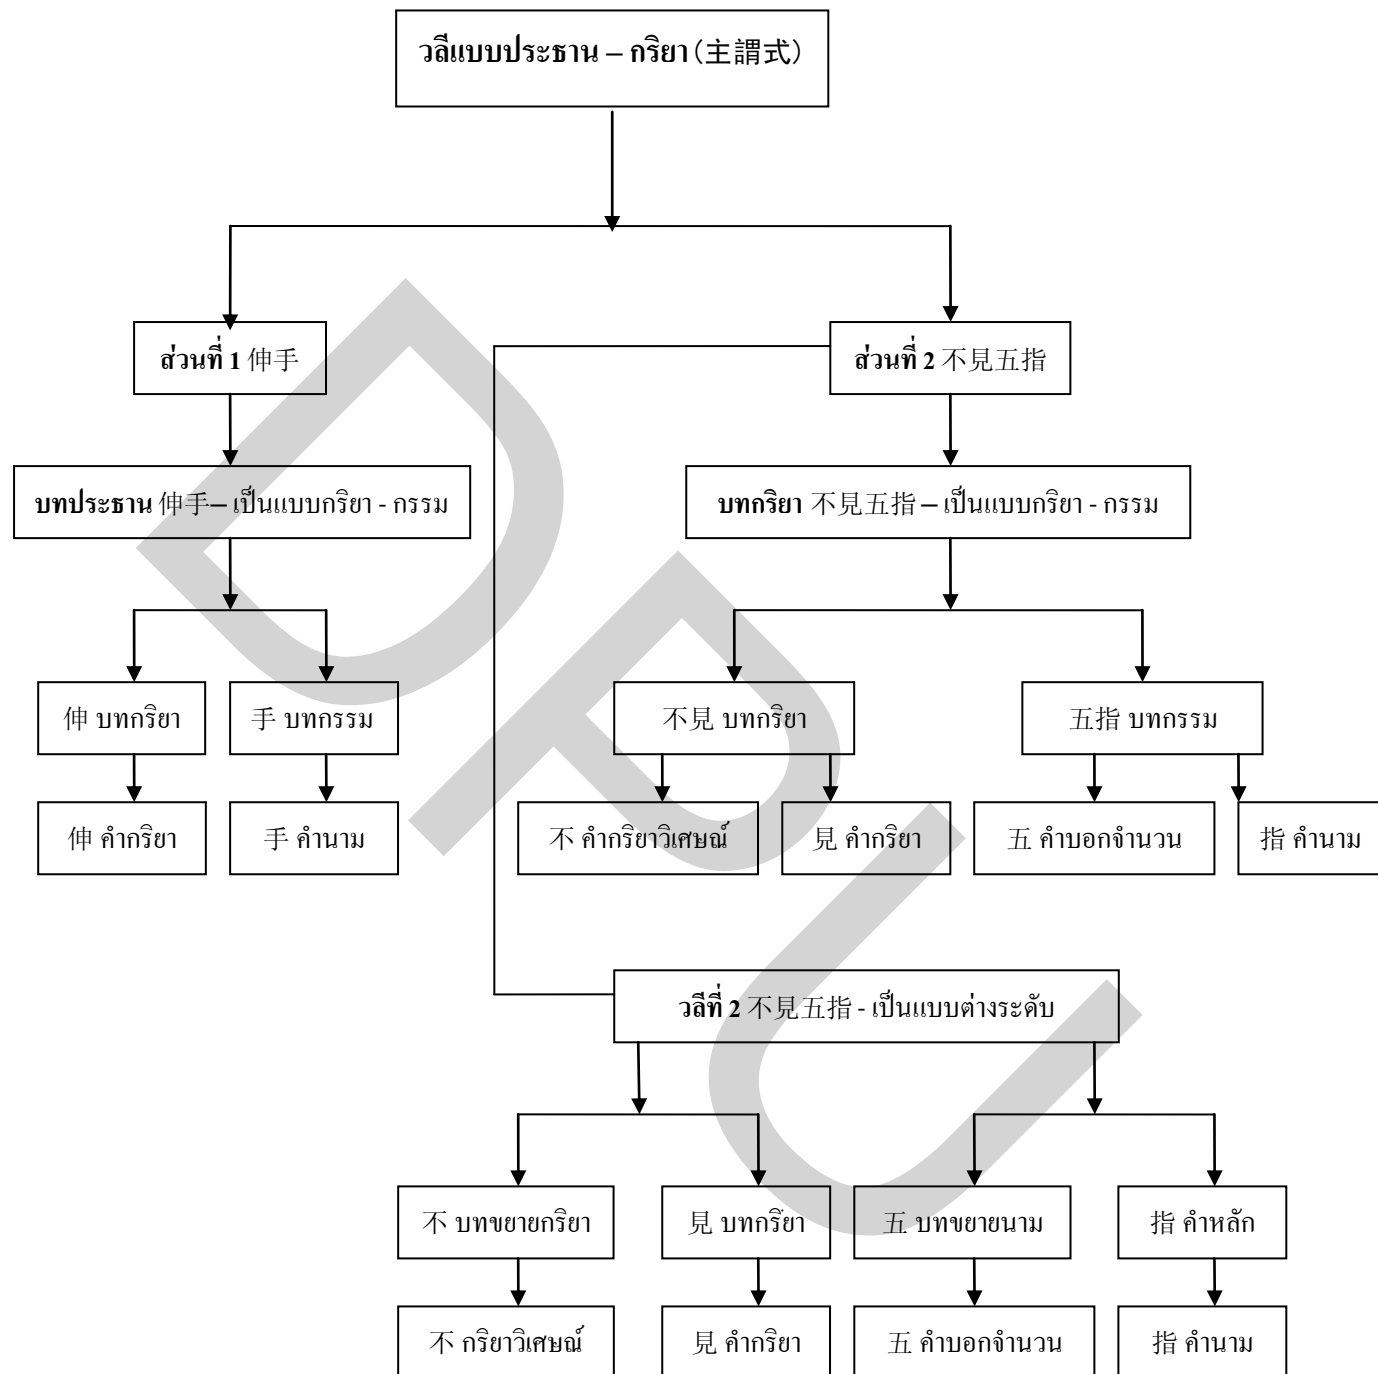 วลีแบบประธาน – กริยา (主謂式)
ส่วนที่ 1 伸手
ส่วนที่ 2 不見五指
บทประธาน 伸手– เป็นแบบกริยา - กรรม
บทกริยา 不見五指 – เป็นแบบกริยา - กรรม
伸 บทกริยา
手 บทกรรม
不見 บทกริยา
五指 บทกรรม
伸 คำกริยา
手 คำนาม
不 คำกริยาวิเศษณ์
見 คำกริยา
五 คำบอกจำนวน
指 คำนาม
วลีที่ 2 不見五指 - เป็นแบบต่างระดับ
不 บทขยายกริยา
見 บทกริยา
五 บทขยายนาม
指 คำหลัก
不 กริยาวิเศษณ์
見 คำกริยา
五 คำบอกจำนวน
指 คำนาม
DPU